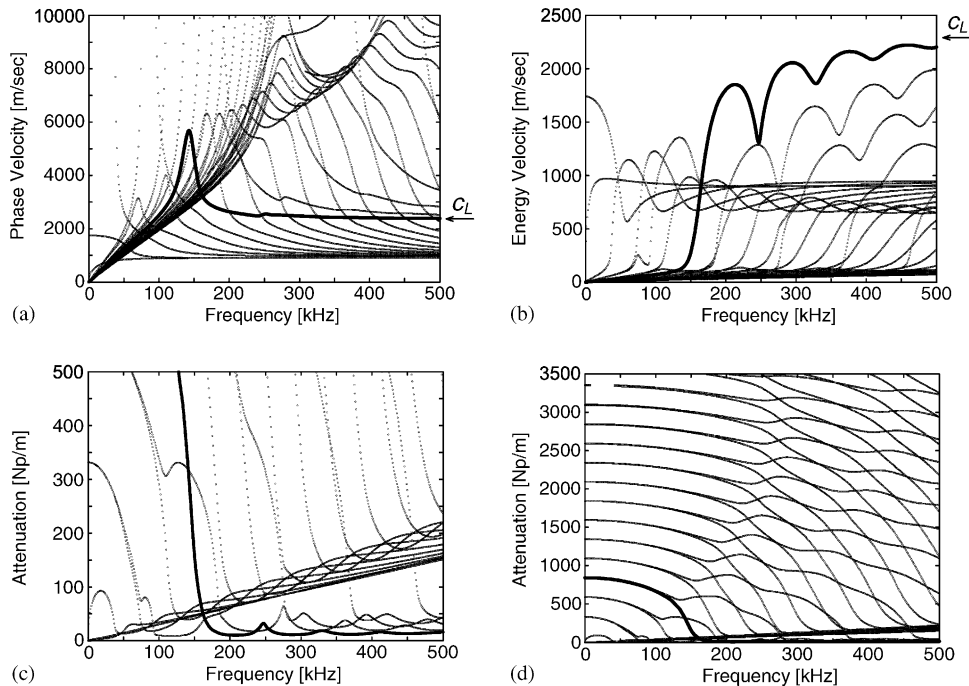 10000
8000
6000
4000
2000
0
Phase Velocity [m/sec]
0 100 200 300 400 500
Frequency [kHz]
cL
(a)
2500
2000
1500
1000
500
0
Energy Velocity [m/sec]
0 100 200 300 400 500
Frequency [kHz]
cL
(b)
500
400
300
200
100
0
Attenuation [Np/m]
0 100 200 300 400 500
Frequency [kHz]
(c)
3500
3000
2500
2000
1500
1000
500
0
Attenuation [Np/m]
0 100 200 300 400 500
Frequency [kHz]
(d)